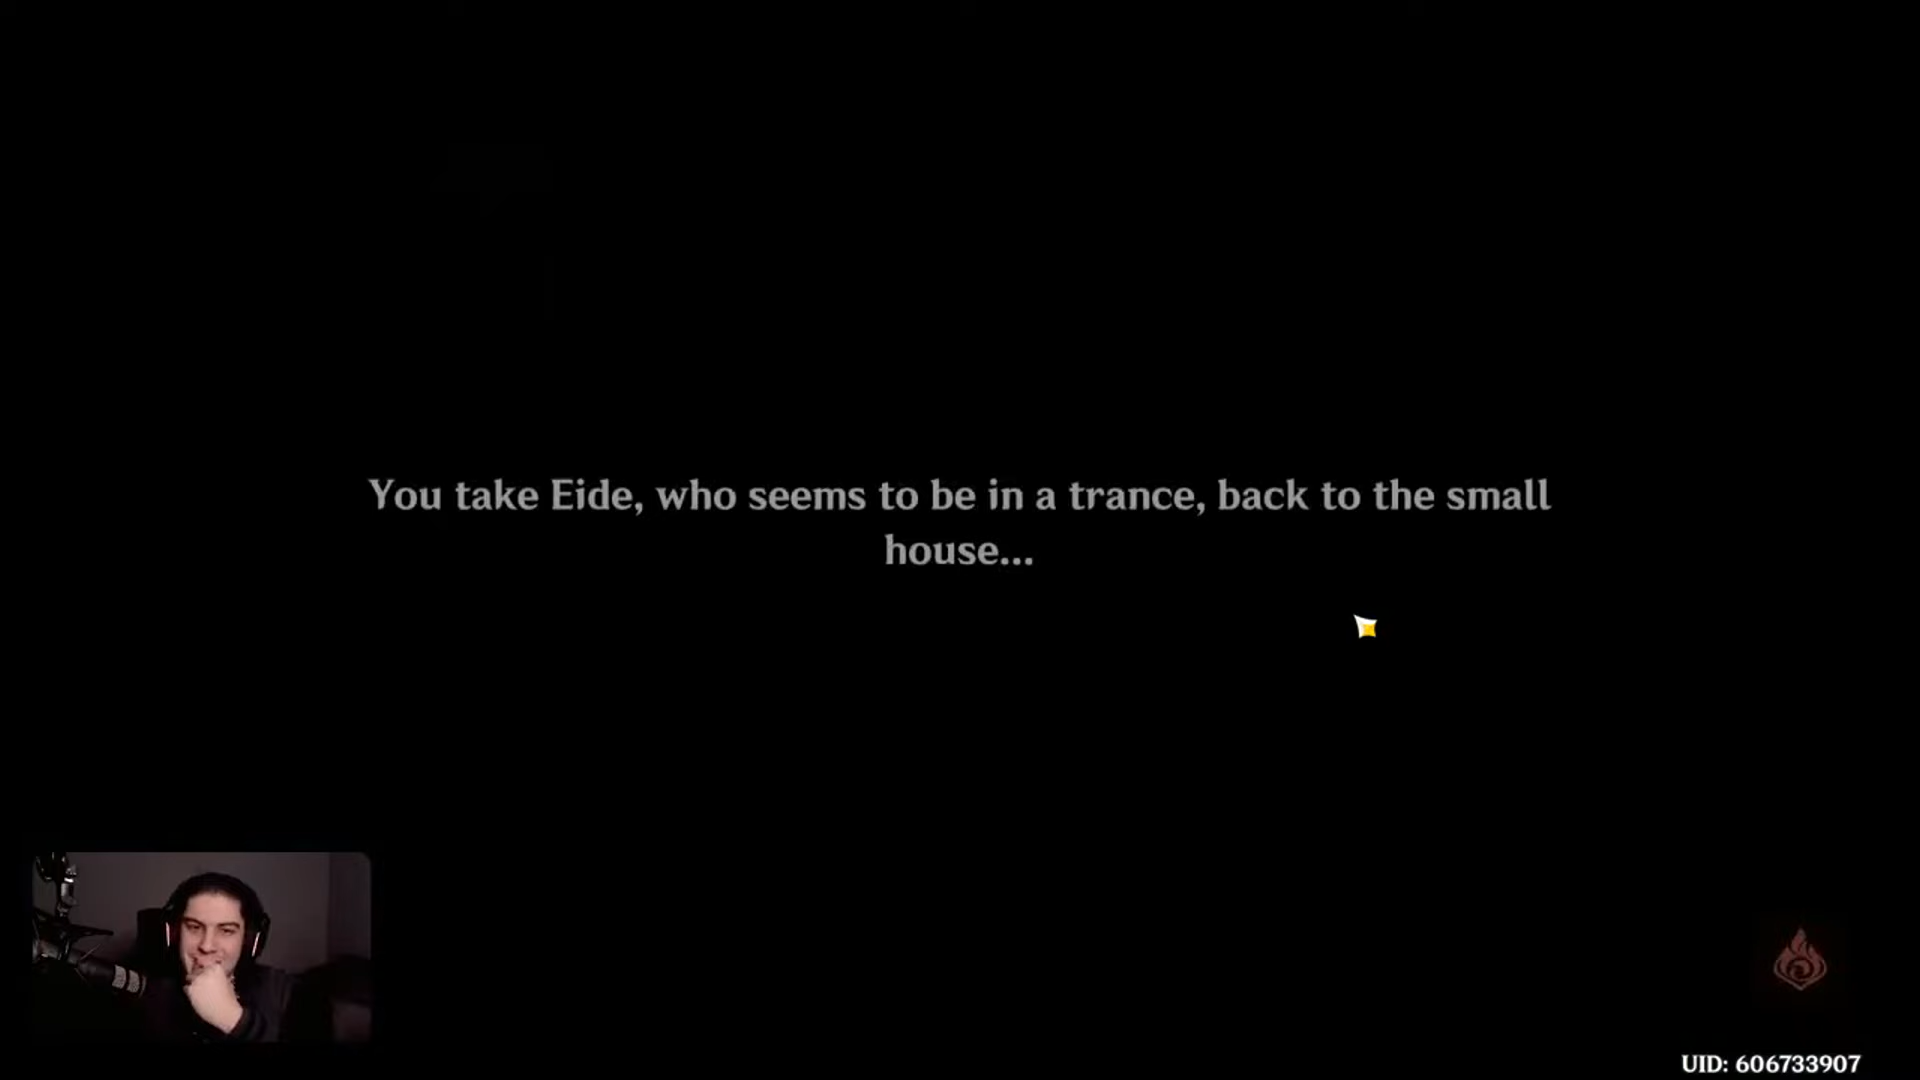 You take Eide, who seems to be in a trance, back to the small
house...
UID: 606733907